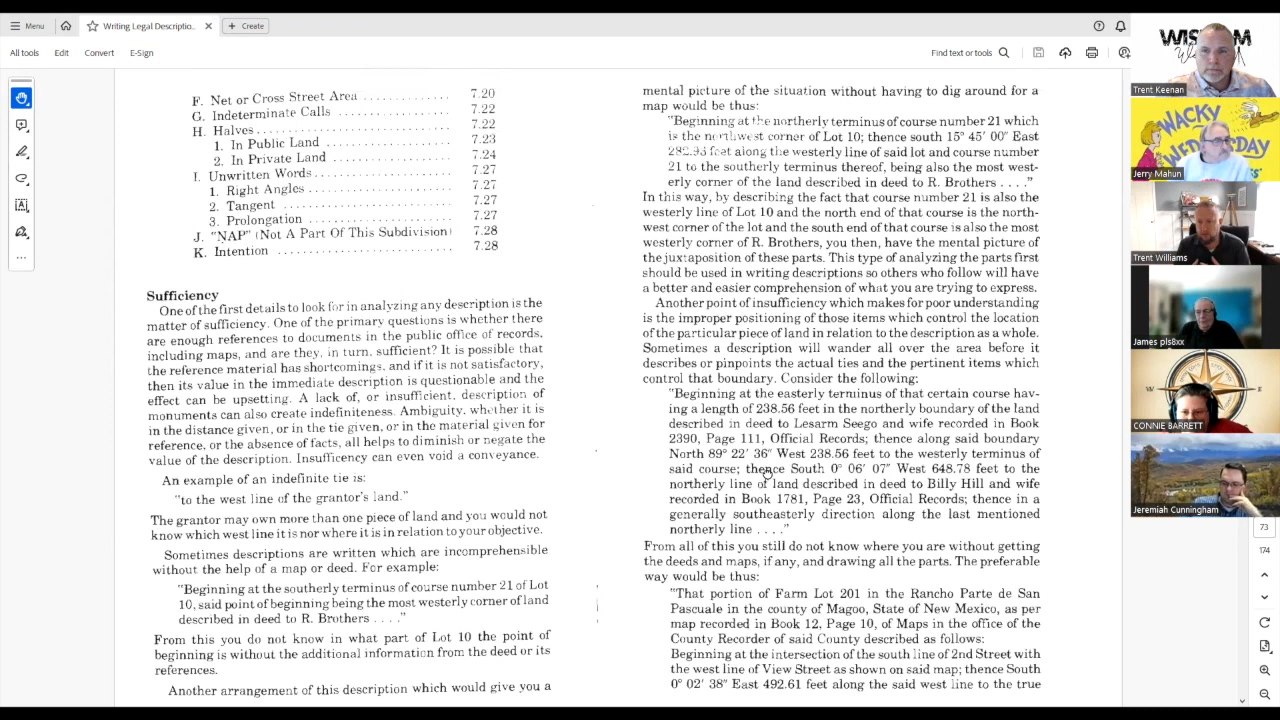 Menu
Writing Legal Descriptio...
Create
All tools
Edit
Convert
E-Sign
Find text or tools
F. Net or Cross Street Area .............. 7.20
G. Indeterminate Calls .................. 7.22
H. Halves .............................. 7.22
1. In Public Land ..................... 7.23
2. In Private Land .................... 7.24
I. Unwritten Words ..................... 7.27
1. Right Angles ....................... 7.27
2. Tangent ............................ 7.27
3. Prolongation ....................... 7.27
J. "NAP" (Not A Part Of This Subdivision) 7.28
K. Intention ........................... 7.28
Sufficiency
One of the first details to look for in analyzing any description is the
matter of sufficiency. One of the primary questions is whether there
are enough references to documents in the public office of records,
including maps, and are they, in turn, sufficient? It is possible that
the reference material has shortcomings, and if it is not satisfactory,
then its value in the immediate description is questionable and the
effect can be upsetting. A lack of, or insufficient, description of
monuments can also create indefiniteness. Ambiguity, whether it is
in the distance given, or in the tie given, or in the material given for
reference, or the absence of facts, all helps to diminish or negate the
value of the description. Insufficency can even void a conveyance.
An example of an indefinite tie is:
"to the west line of the grantor's land."
The grantor may own more than one piece of land and you would not
know which west line it is nor where it is in relation to your objective.
Sometimes descriptions are written which are incomprehensible
without the help of a map or deed. For example:
"Beginning at the southerly terminus of course number 21 of Lot
10, said point of beginning being the most westerly corner of land
described in deed to R. Brothers . . . ."
From this you do not know in what part of Lot 10 the point of
beginning is without the additional information from the deed or its
references.
Another arrangement of this description which would give you a
mental picture of the situation without having to dig around for a
map would be thus:
"Beginning at the northerly terminus of course number 21 which
is the northwest corner of Lot 10; thence south 15° 45' 00" East
feet along the westerly line of said lot and course number
21 to the southerly terminus thereof, being also the most west-
erly corner of the land described in deed to R. Brothers . . . ."
In this way, by describing the fact that course number 21 is also the
westerly line of Lot 10 and the north end of that course is the north-
west corner of the lot and the south end of that course is also the most
westerly corner of R. Brothers, you then, have the mental picture of
the juxtaposition of these parts. This type of analyzing the parts first
should be used in writing descriptions so others who follow will have
a better and easier comprehension of what you are trying to express.
Another point of insufficiency which makes for poor understanding
is the improper positioning of those items which control the location
of the particular piece of land in relation to the description as a whole.
Sometimes a description will wander all over the area before it
describes or pinpoints the actual ties and the pertinent items which
control that boundary. Consider the following:
"Beginning at the easterly terminus of that certain course hav-
ing a length of 238.56 feet in the northerly boundary of the land
described in deed to Lesarm Seego and wife recorded in Book
2390, Page 111, Official Records; thence along said boundary
North 89° 22' 36" West 238.56 feet to the westerly terminus of
said course; thence South 0° 06' 07" West 648.78 feet to the
northerly line of land described in deed to Billy Hill and wife
recorded in Book 1781, Page 23, Official Records; thence in a
generally southeasterly direction along the last mentioned
northerly line . . . ."
From all of this you still do not know where you are without getting
the deeds and maps, if any, and drawing all the parts. The preferable
way would be thus:
"That portion of Farm Lot 201 in the Rancho Parte de San
Pascuale in the county of Magoo, State of New Mexico, as per
map recorded in Book 12, Page 10, of Maps in the office of the
County Recorder of said County described as follows:
Beginning at the intersection of the south line of 2nd Street with
the west line of View Street as shown on said map; thence South
0° 02' 38" East 492.61 feet along the said west line to the true
Trent Keenan
WACKY
WEDNESDAY
Jerry Mahun
Trent Williams
James pls8xx
W
E
CONNIE BARRETT
Jeremiah Cunningham
73
174